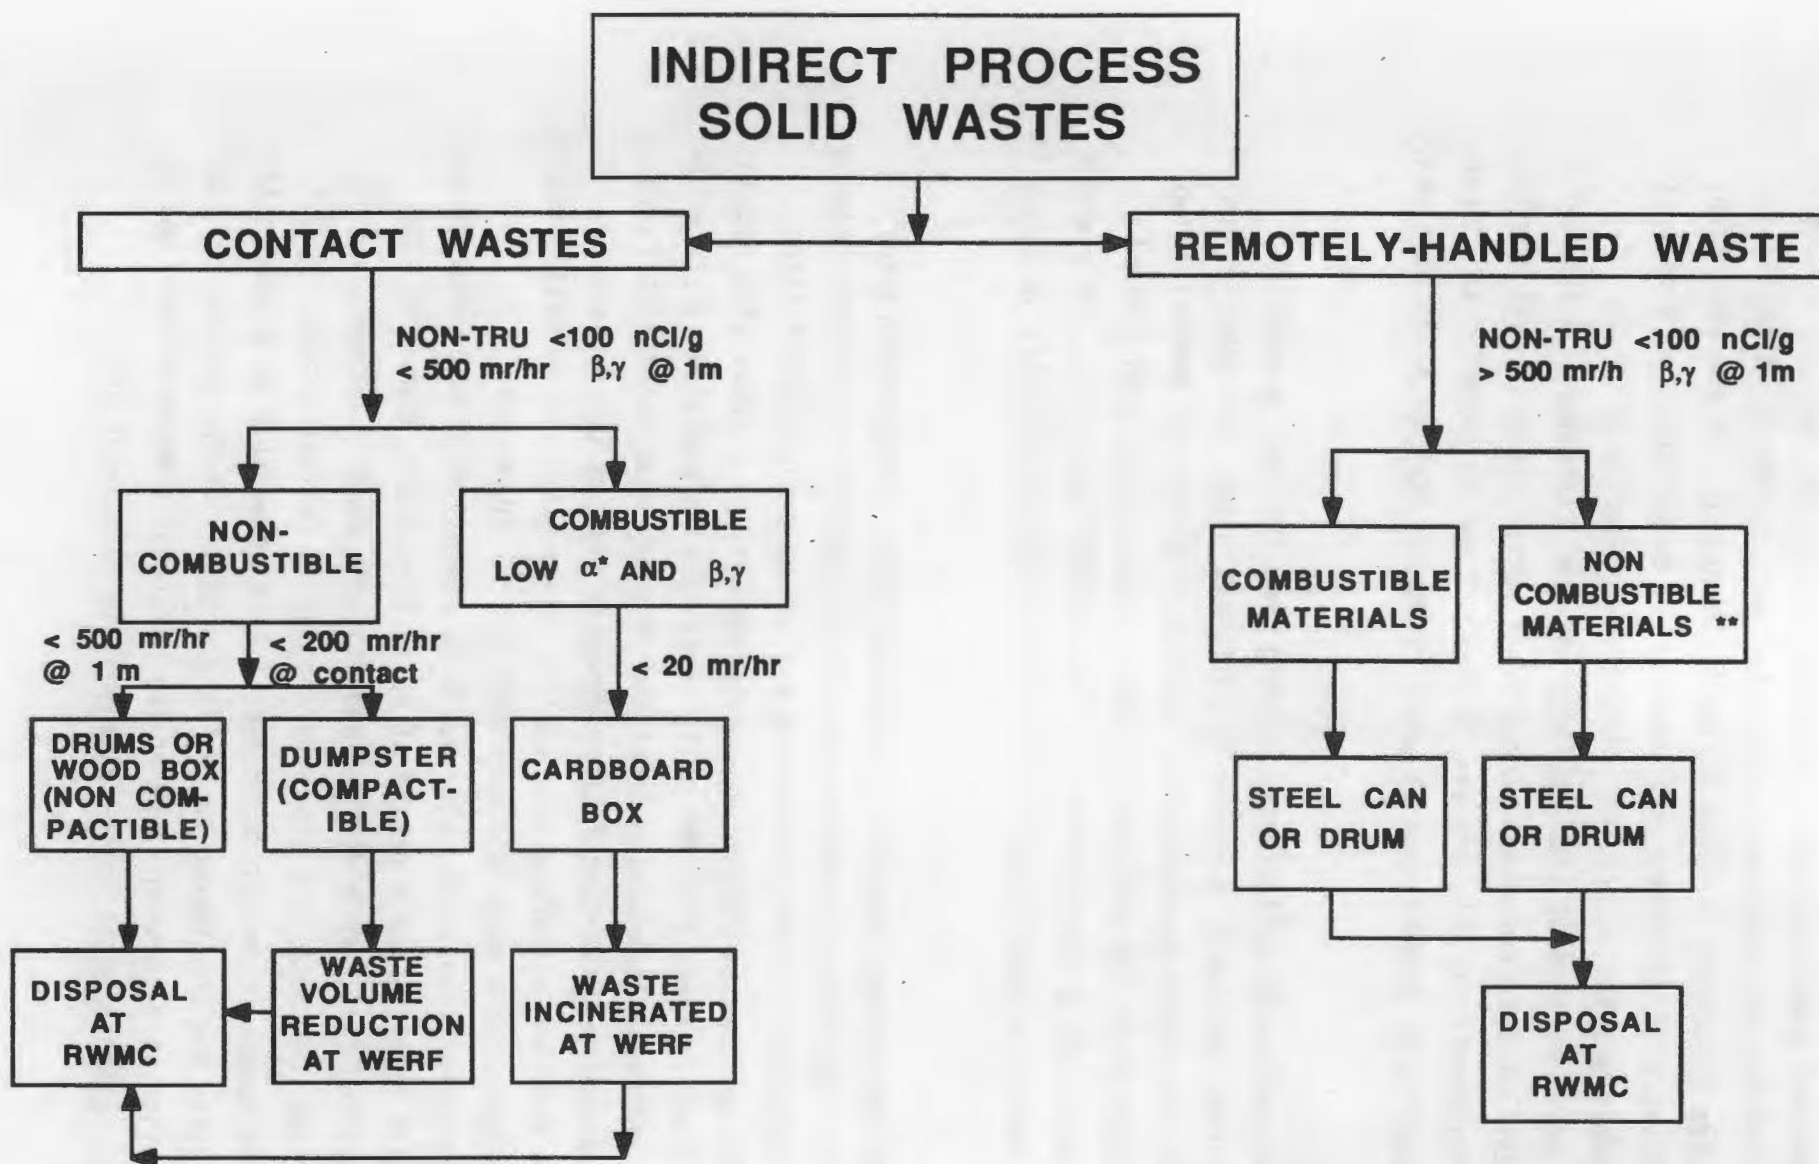 INDIRECT PROCESS
SOLID WASTES
CONTACT WASTES
REMOTELY-HANDLED WASTE
NON-TRU <100 nCi/g
< 500 mr/hr β,γ @ 1m
NON-TRU <100 nCi/g
> 500 mr/h β,γ @ 1m
NON-
COMBUSTIBLE
COMBUSTIBLE
LOW α* AND β,γ
COMBUSTIBLE
MATERIALS
NON
COMBUSTIBLE
MATERIALS **
< 500 mr/hr
@ 1 m
< 200 mr/hr
@ contact
< 20 mr/hr
DRUMS OR
WOOD BOX
(NON COM-
PACTIBLE)
DUMPSTER
(COMPACT-
IBLE)
CARDBOARD
BOX
STEEL CAN
OR DRUM
STEEL CAN
OR DRUM
DISPOSAL
AT
RWMC
WASTE
VOLUME
REDUCTION
AT WERF
WASTE
INCINERATED
AT WERF
DISPOSAL
AT
RWMC